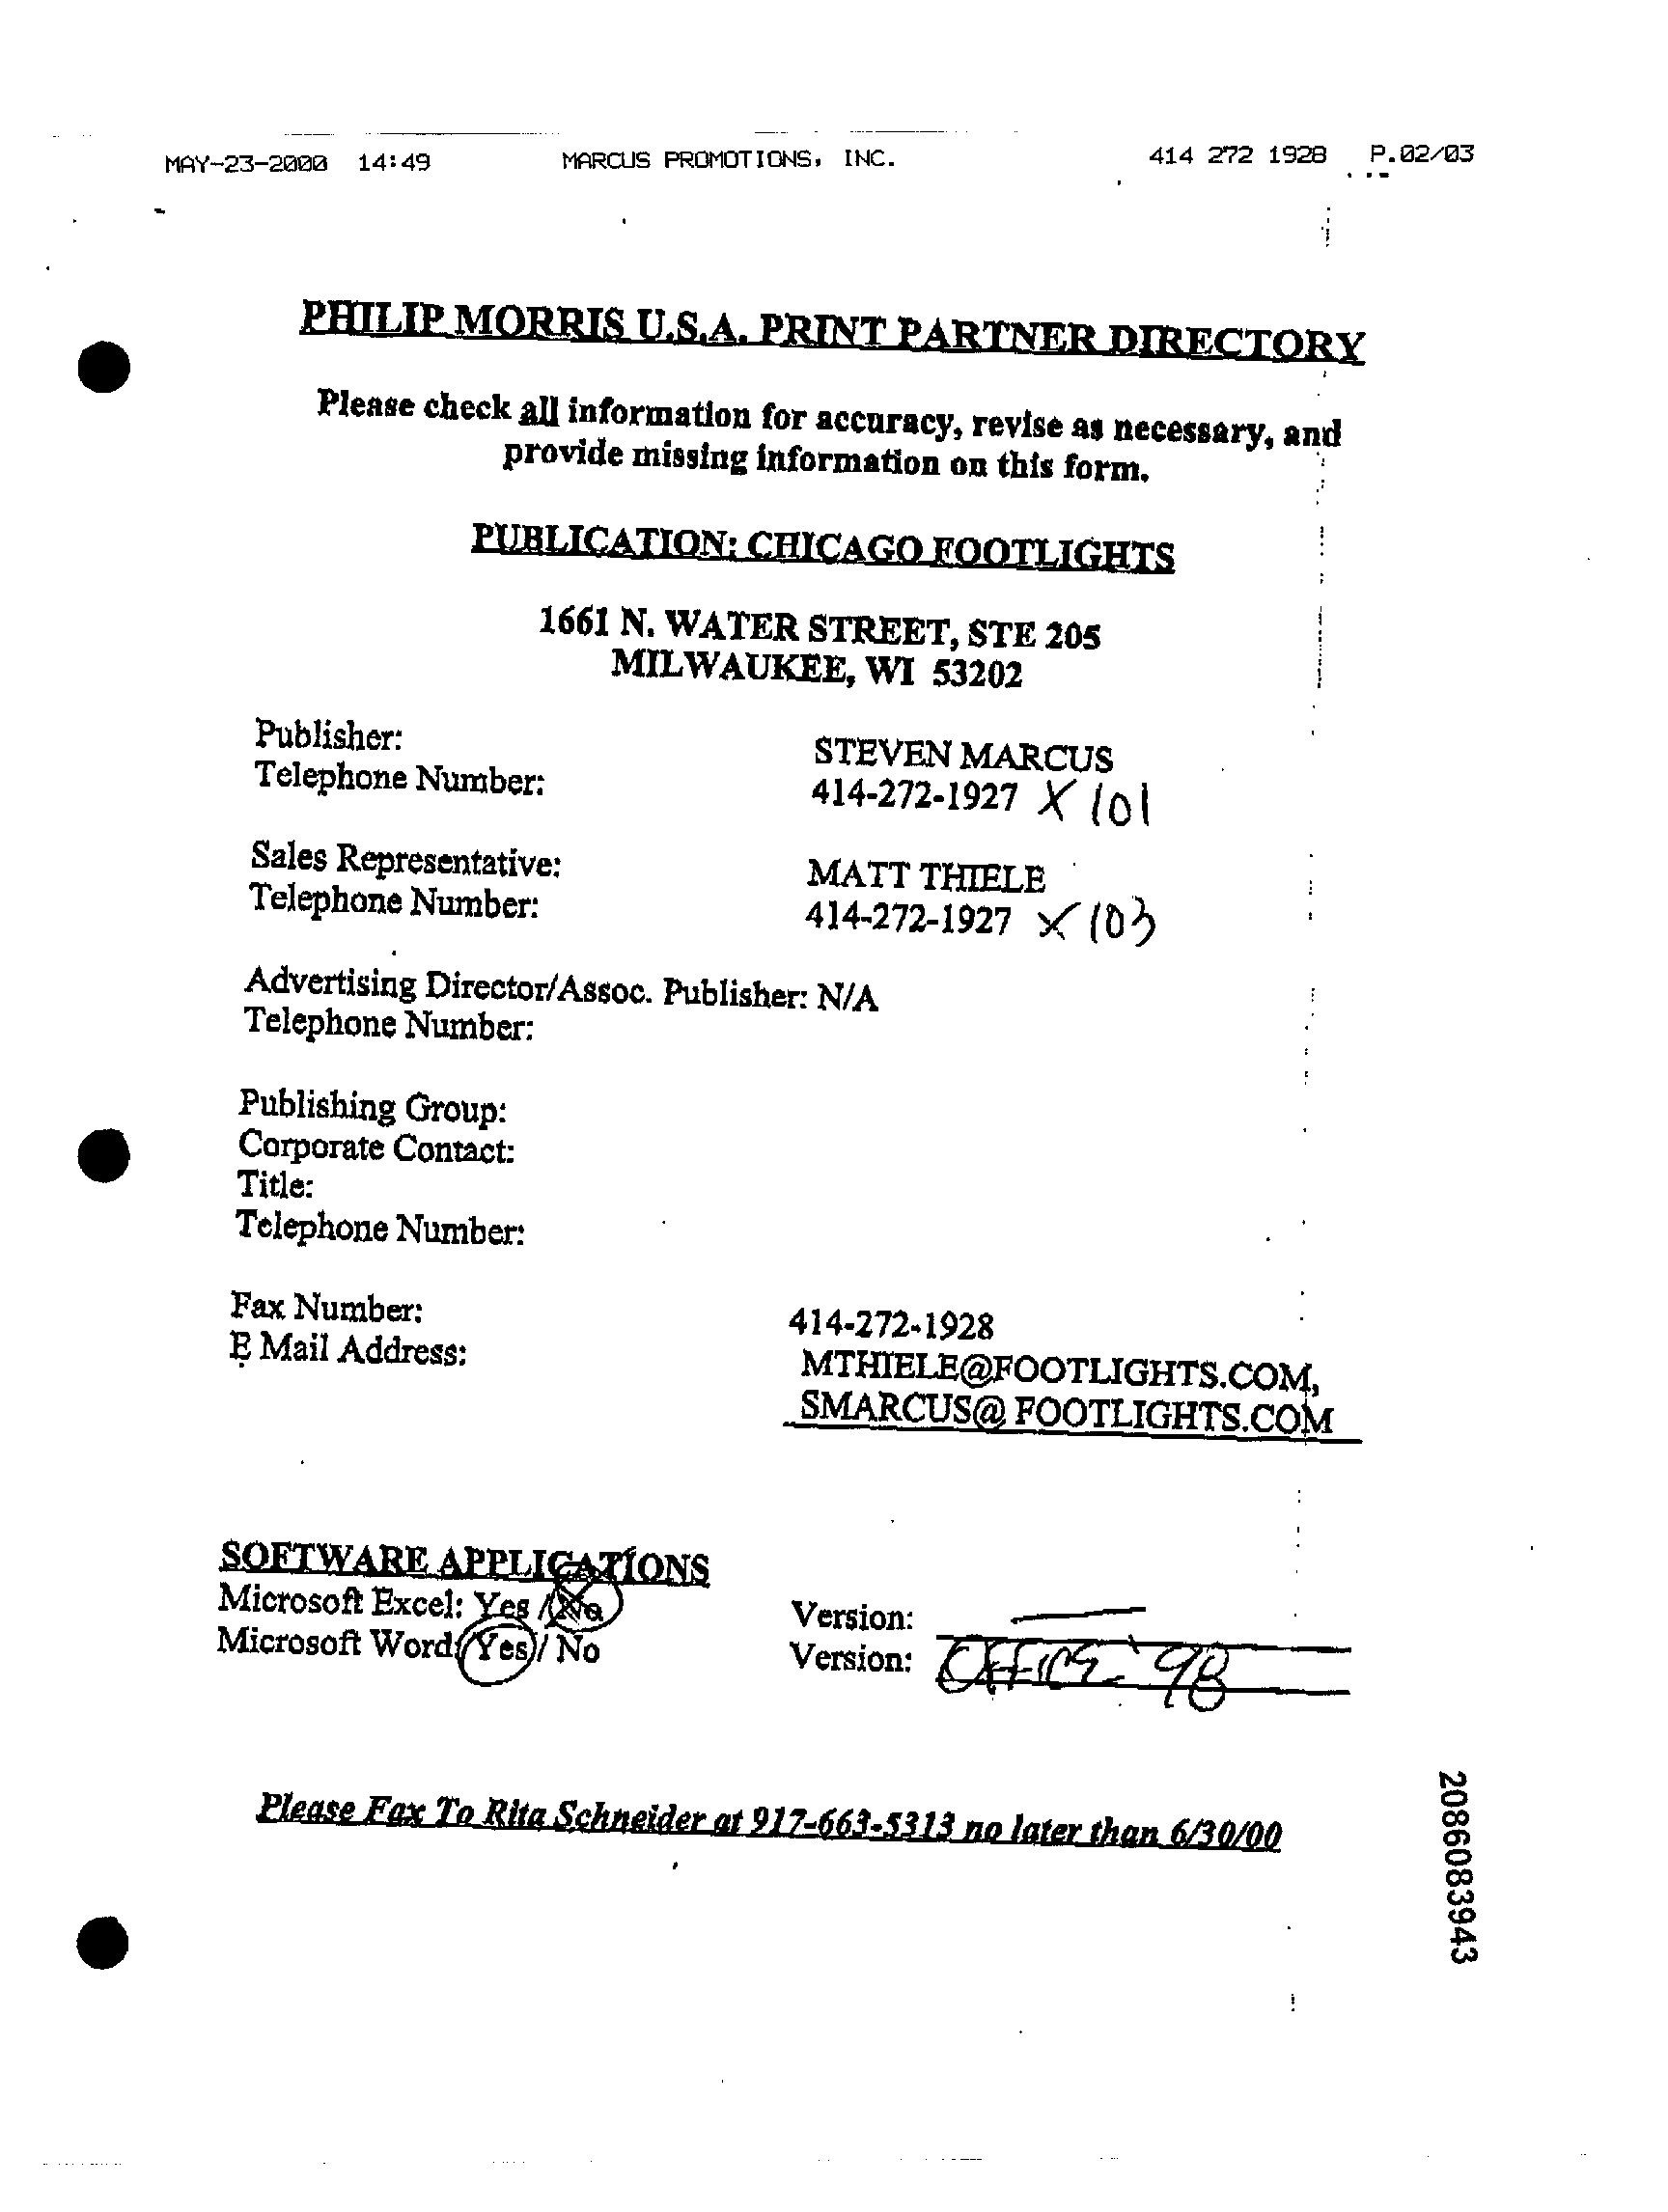 MAY-23-2000 14:49 MARCUS PROMOTIONS, INC. 414 272 1928 P.02/03
PHILIP MORRIS U.S.A. PRINT PARTNER DIRECTORY
Please check all information for accuracy, revise as necessary, and
provide missing information on this form.
PUBLICATION: CHICAGO FOOTLIGHTS
1661 N. WATER STREET, STE 205
MILWAUKEE, WI 53202
Publisher: STEVEN MARCUS
Telephone Number: 414-272-1927 X 101
Sales Representative: MATT THIELE
Telephone Number: 414-272-1927 X 103
Advertising Director/Assoc. Publisher: N/A
Telephone Number:
Publishing Group:
Corporate Contact:
Title:
Telephone Number:
Fax Number: 414-272-1928
E Mail Address: MTHIELE@FOOTLIGHTS.COM,
SMARCUS@ FOOTLIGHTS.COM
SOFTWARE APPLICATIONS
Microsoft Excel: Yes / No Version:
Microsoft Word: Yes / No Version: OFFICE 98
Please Fax To Rita Schneider at 917-663-5313 no later than 6/30/00
2086083943